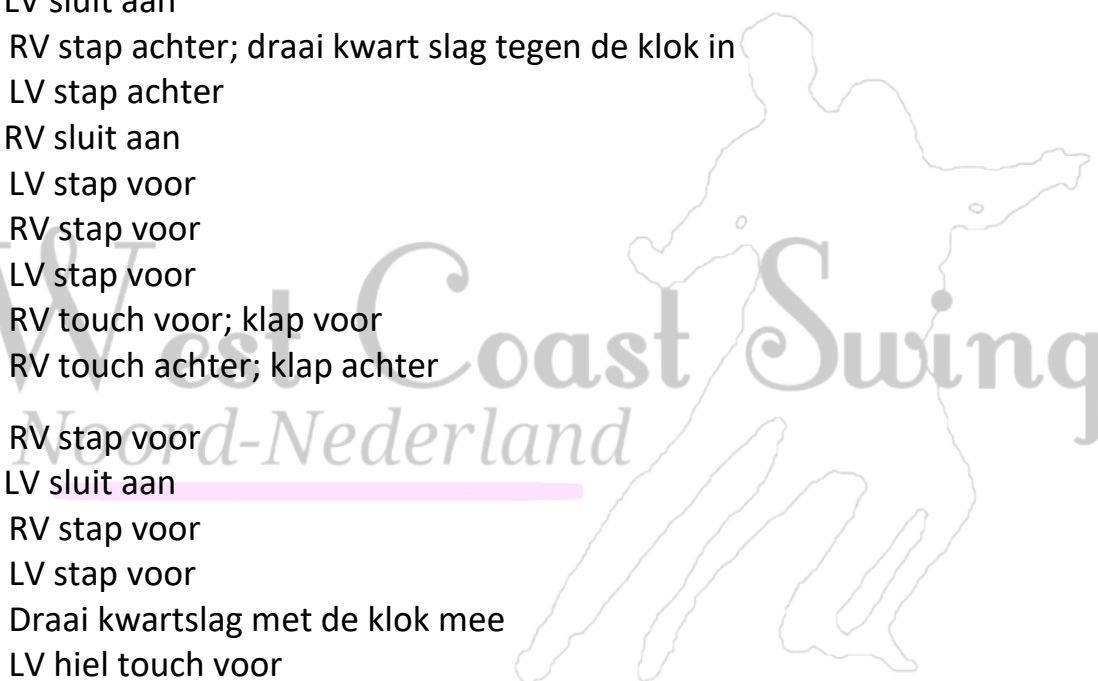 LV sluit aan
RV stap achter; draai kwart slag tegen de klok in
LV stap achter
RV sluit aan
LV stap voor
RV stap voor
LV stap voor
RV touch voor; klap voor
RV touch achter; klap achter
West Coast Swing
Noord-Nederland
RV stap voor
LV sluit aan
RV stap voor
LV stap voor
Draai kwartslag met de klok mee
LV hiel touch voor